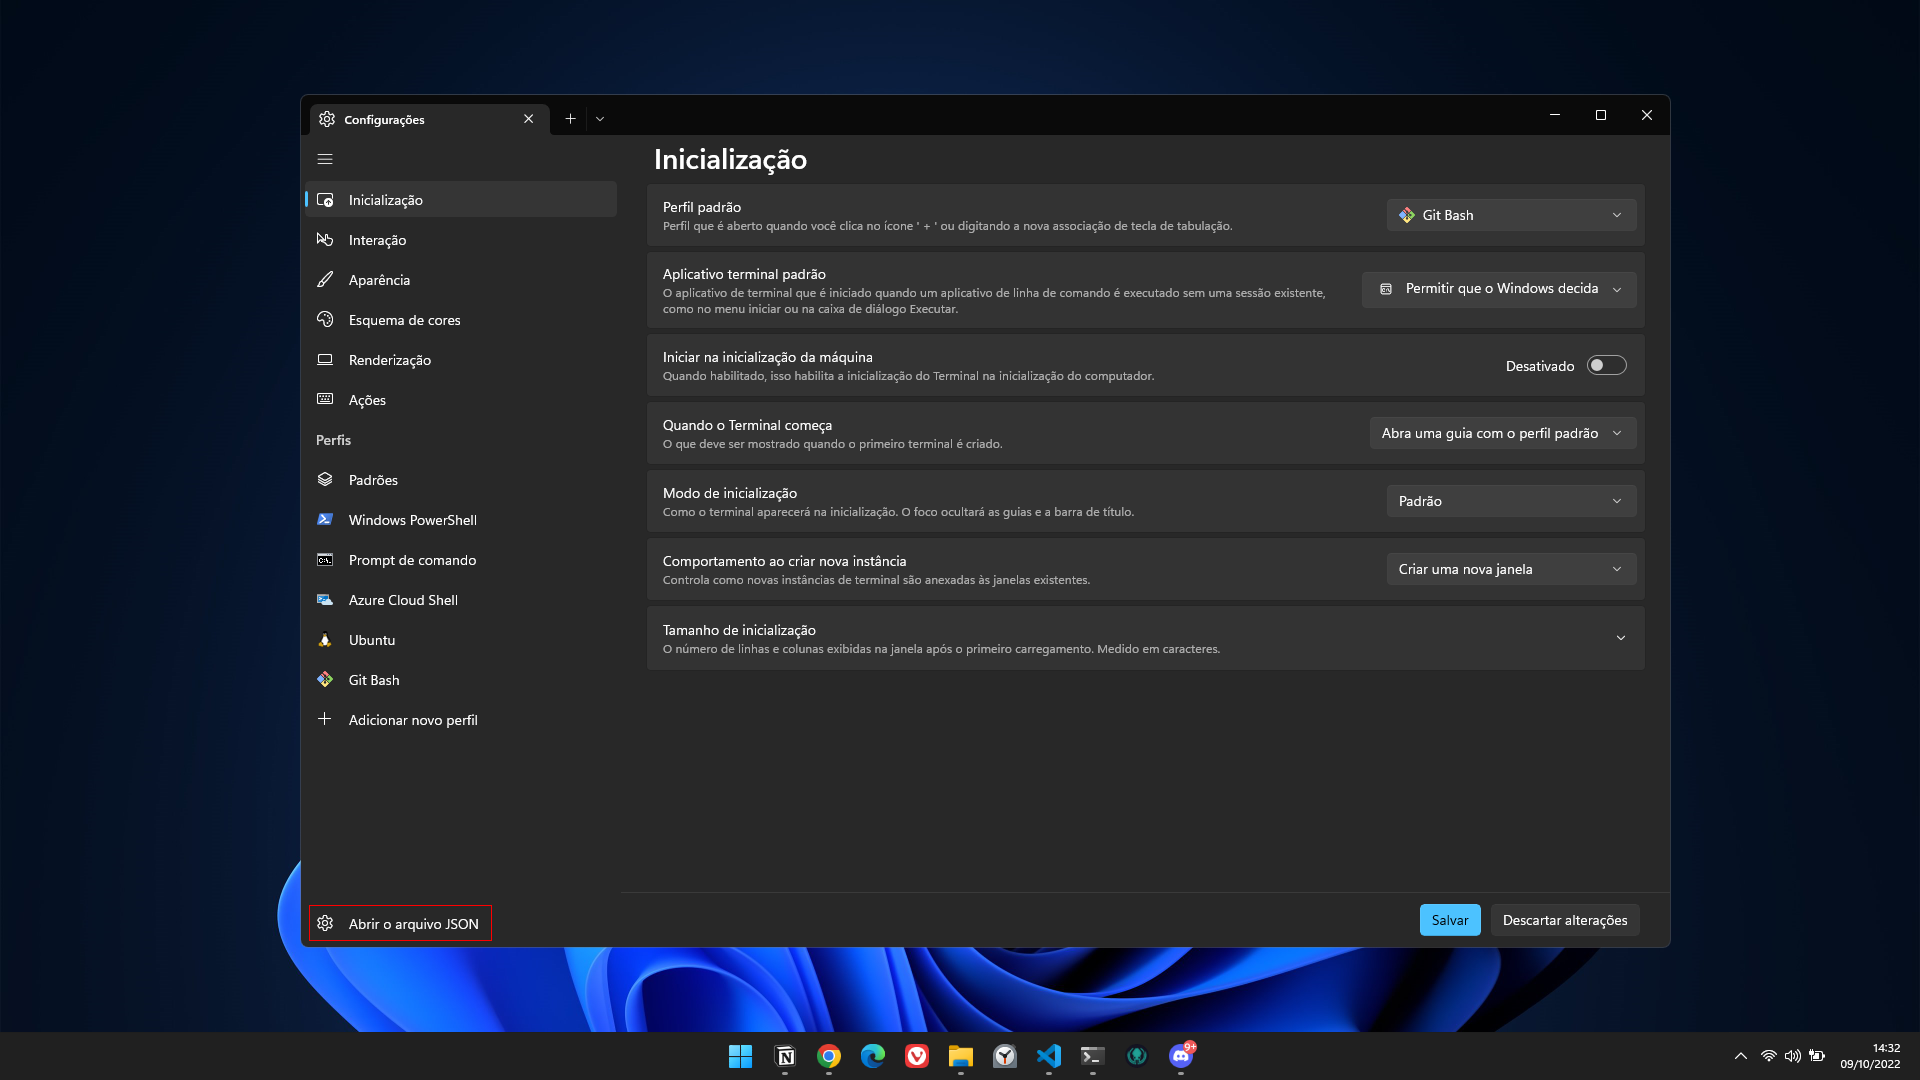 Configurações
Inicialização
Interação
Aparência
Esquema de cores
Renderização
Ações
Perfis
Padrões
Windows PowerShell
Prompt de comando
Azure Cloud Shell
Ubuntu
Git Bash
Adicionar novo perfil
Abrir o arquivo JSON
Inicialização
Perfil padrão
Perfil que é aberto quando você clica no ícone ' + ' ou digitando a nova associação de tecla de tabulação.
Git Bash
Aplicativo terminal padrão
O aplicativo de terminal que é iniciado quando um aplicativo de linha de comando é executado sem uma sessão existente,
como no menu iniciar ou na caixa de diálogo Executar.
Permitir que o Windows decida
Iniciar na inicialização da máquina
Quando habilitado, isso habilita a inicialização do Terminal na inicialização do computador.
Desativado
Quando o Terminal começa
O que deve ser mostrado quando o primeiro terminal é criado.
Abra uma guia com o perfil padrão
Modo de inicialização
Como o terminal aparecerá na inicialização. O foco ocultará as guias e a barra de título.
Padrão
Comportamento ao criar nova instância
Controla como novas instâncias de terminal são anexadas às janelas existentes.
Criar uma nova janela
Tamanho de inicialização
O número de linhas e colunas exibidas na janela após o primeiro carregamento. Medido em caracteres.
Salvar
Descartar alterações
9+
14:32
09/10/2022